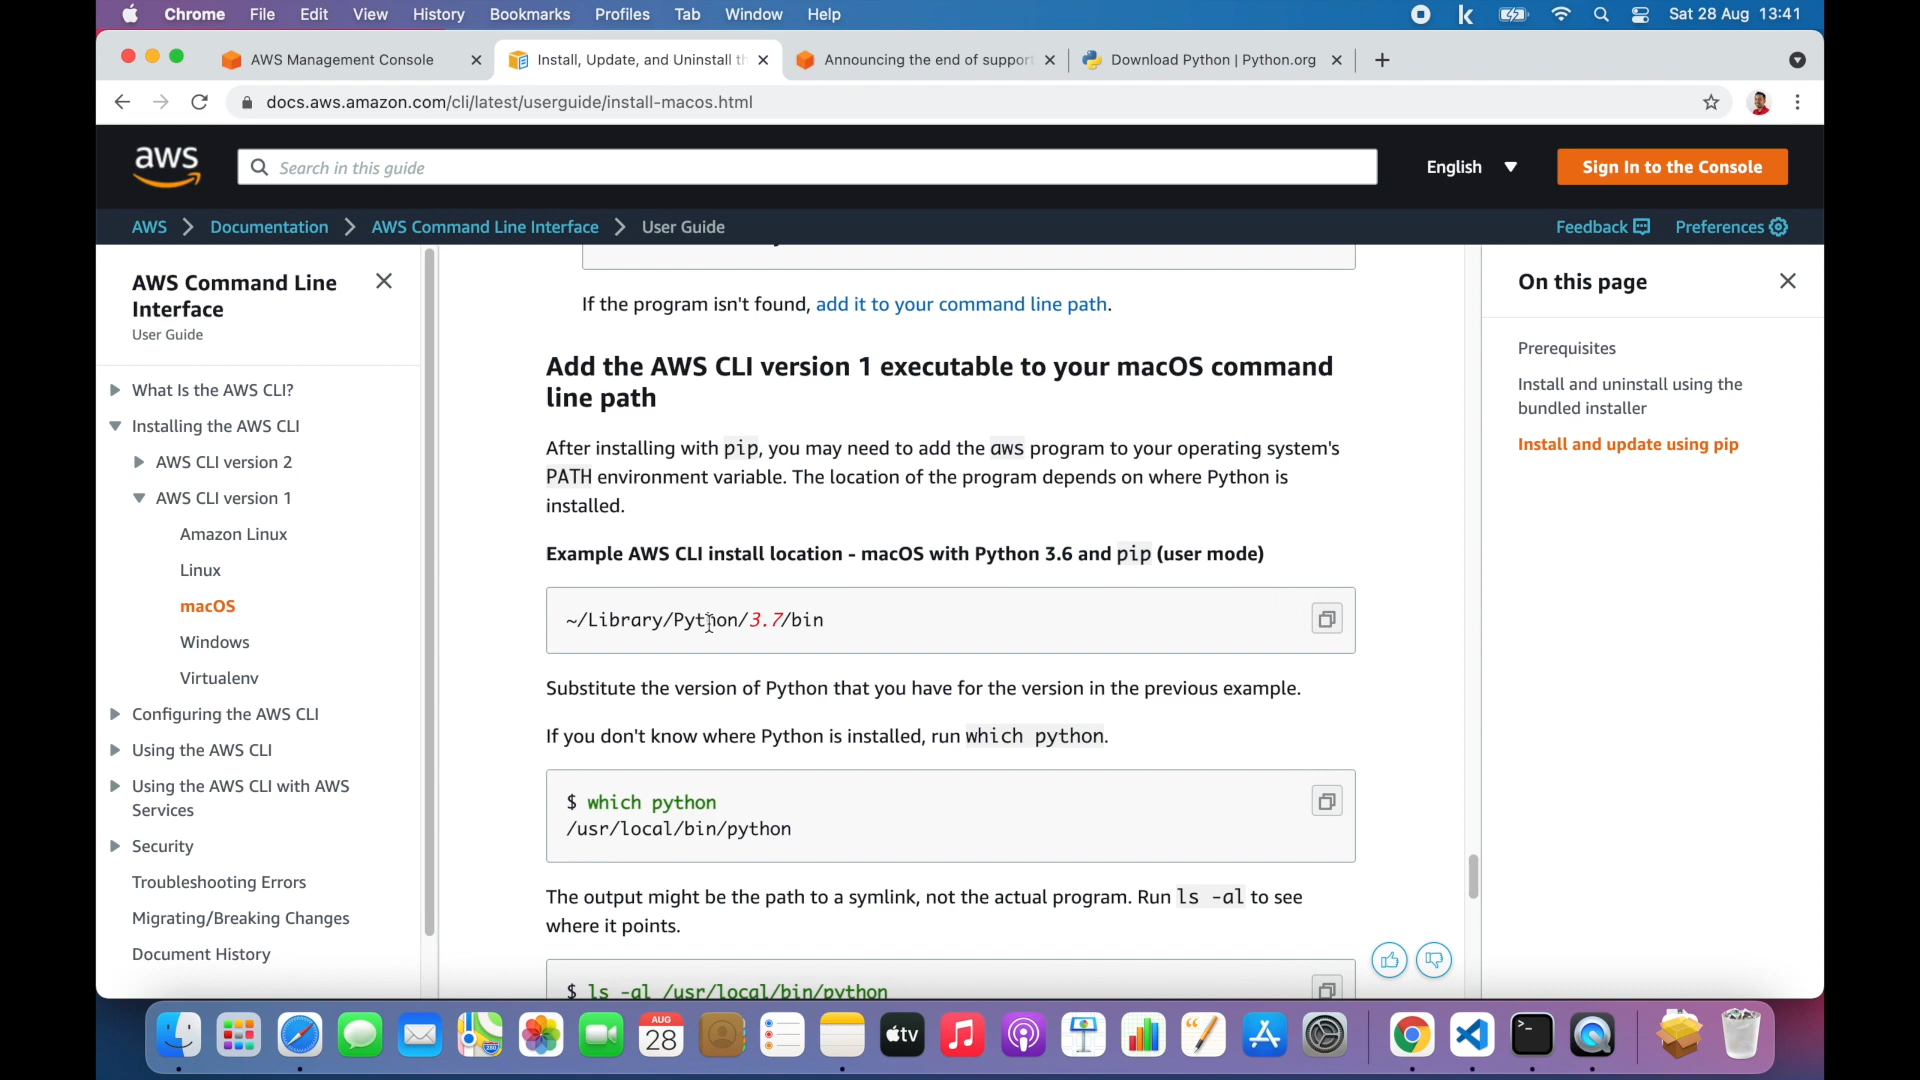 Chrome File Edit View History Bookmarks Profiles Tab Window Help Sat 28 Aug 13:41
AWS Management Console Install, Update, and Uninstall th Announcing the end of support Download Python | Python.org
docs.aws.amazon.com/cli/latest/userguide/install-macos.html
aws Search in this guide English Sign In to the Console
AWS Documentation AWS Command Line Interface User Guide Feedback Preferences
AWS Command Line
Interface
User Guide
What Is the AWS CLI?
Installing the AWS CLI
AWS CLI version 2
AWS CLI version 1
Amazon Linux
Linux
macOS
Windows
Virtualenv
Configuring the AWS CLI
Using the AWS CLI
Using the AWS CLI with AWS
Services
Security
Troubleshooting Errors
Migrating/Breaking Changes
Document History
If the program isn't found, add it to your command line path.
Add the AWS CLI version 1 executable to your macOS command
line path
After installing with pip, you may need to add the aws program to your operating system's
PATH environment variable. The location of the program depends on where Python is
installed.
Example AWS CLI install location - macOS with Python 3.6 and pip (user mode)
~/Library/Python/3.7/bin
Substitute the version of Python that you have for the version in the previous example.
If you don't know where Python is installed, run which python.
$ which python
/usr/local/bin/python
The output might be the path to a symlink, not the actual program. Run ls -al to see
where it points.
$ ls -al /usr/local/bin/python
On this page
Prerequisites
Install and uninstall using the
bundled installer
Install and update using pip
AUG
28
tv